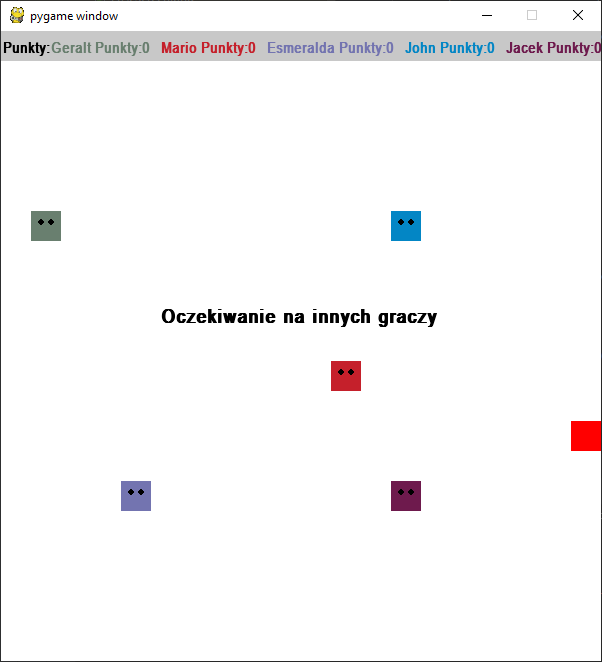 pygame window
Punkty:Geralt Punkty:0 Mario Punkty:0 Esmeralda Punkty:0 John Punkty:0 Jacek Punkty:0
Oczekiwanie na innych graczy